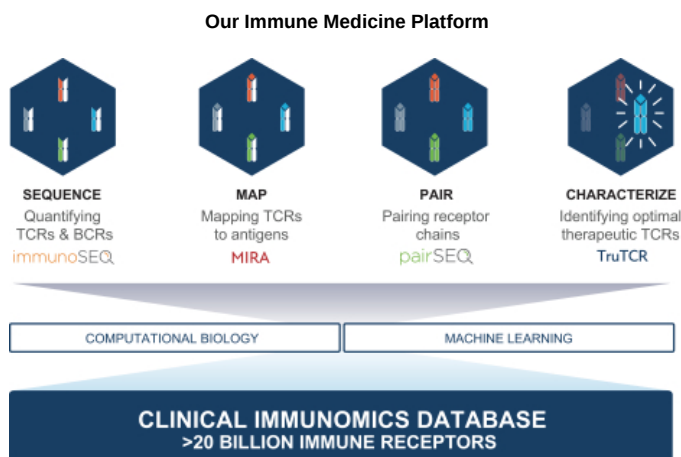 Our Immune Medicine Platform
SEQUENCE
Quantifying
TCRs & BCRs
immunoSEQ
MAP
Mapping TCRs
to antigens
MIRA
PAIR
Pairing receptor
chains
pairSEQ
CHARACTERIZE
Identifying optimal
therapeutic TCRs
TruTCR
COMPUTATIONAL BIOLOGY
MACHINE LEARNING
CLINICAL IMMUNOMICS DATABASE
>20 BILLION IMMUNE RECEPTORS